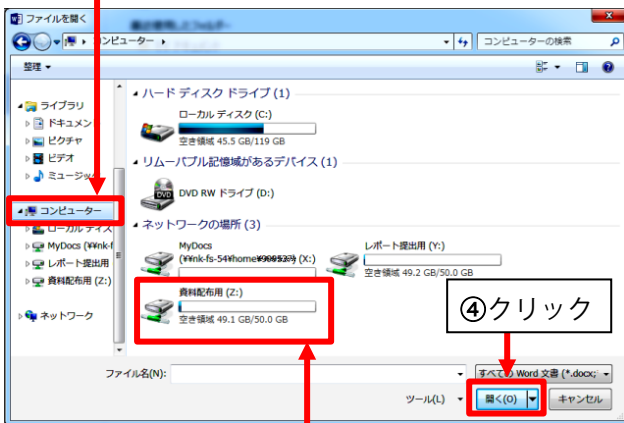 ファイルを開く
コンピューター
コンピューターの検索
整理
ライブラリ
ドキュメン
ピクチャ
ビデオ
ミュージック
コンピューター
ローカル ディス
MyDocs (¥¥nk-f
レポート提出用
資料配布用 (Z:)
ネットワーク
ハード ディスク ドライブ (1)
ローカル ディスク (C:)
空き領域 45.5 GB/119 GB
リムーバブル記憶域があるデバイス (1)
DVD RW ドライブ (D:)
ネットワークの場所 (3)
MyDocs
(X:)
レポート提出用 (Y:)
空き領域 49.2 GB/50.0 GB
資料配布用 (Z:)
空き領域 49.1 GB/50.0 GB
④クリック
ファイル名(N):
すべての Word 文書 (*.docx;
ツール(L)
開く(O)
キャンセル